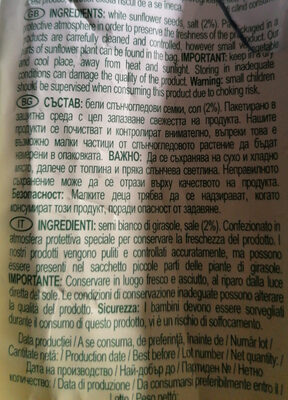 produs există riscul de a se îneca.
GB INGREDIENTS: white sunflower seeds, salt (2%). Packaged in a
protective atmosphere in order to preserve the freshness of the product. Our
products are carefully cleaned and controlled, however small vegetable parts
of sunflower plant can be found in the bag. IMPORTANT: keep in a dry
and cool place, away from heat and sunlight. Storing in inadequate
conditions can damage the quality of the product. Warning: small children
should be supervised when consuming this product due to choking risk.
BG СЪСТАВ: бели слънчогледови семки, сол (2%). Пакетирано в
защитна среда с цел запазване свежестта на продукта. Нашите
продукти се почистват и контролират внимателно, въпреки това е
възможно малки частици от слънчогледовото растение да бъдат
намерени в опаковката. ВАЖНО: Да се съхранява на сухо и хладно
място, далече от топлина и пряка слънчева светлина. Неправилното
съхранение може да се отрази върху качеството на продукта.
Безопасност: Малките деца трябва да се надзирават, когато
консумират този продукт, поради опасност от задавяне.
IT INGREDIENTI: semi bianco di girasole, sale (2%). Confezionato in
atmosfera protettiva speciale per conservare la freschezza del prodotto. I
nostri prodotti vengono puliti e controllati accuratamente, ma possono
essere presenti nel sacchetto piccole parti delle piante di girasole.
IMPORTANTE: Conservare in luogo fresco e asciutto, al riparo dalla luce
diretta del sole. Le condizioni di conservazione inadeguate possono alterare
la qualità del prodotto. Sicurezza: I bambini devono essere sorvegliati
durante il consumo di questo prodotto, vi è un rischio di soffocamento.
Data productiei / A se consuma, de preferință, înainte de / Număr lot /
Cantitate netă: / Production date / Best before / Lot number / Net quantity:
Дата на производство / Най-добър до / Партиден № / Нетно
количество: / Data di produzione / Da consumarsi preferibilmente entro il /
Lotto / Peso netto: